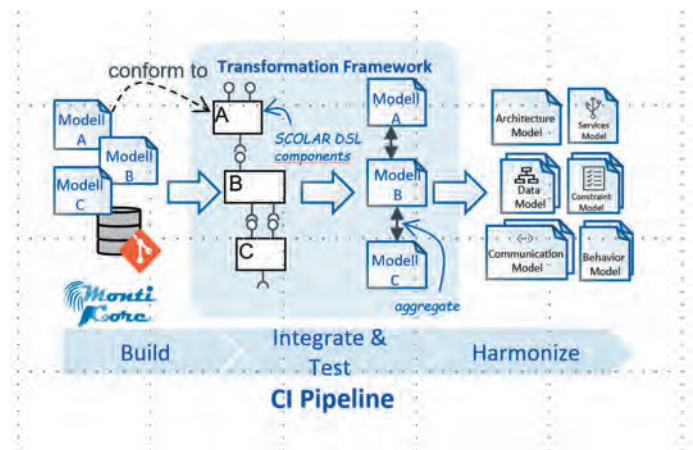 Transformation Framework
conform to
Modell
A
Modell
B
Modell
C
Monti
Core
A
B
C
SCOLAR DSL
components
Modell
A
Modell
B
Modell
C
aggregate
Architecture
Model
Services
Model
Data
Model
Constraint
Model
Communication
Model
Behavior
Model
Build
Integrate &
Test
Harmonize
CI Pipeline